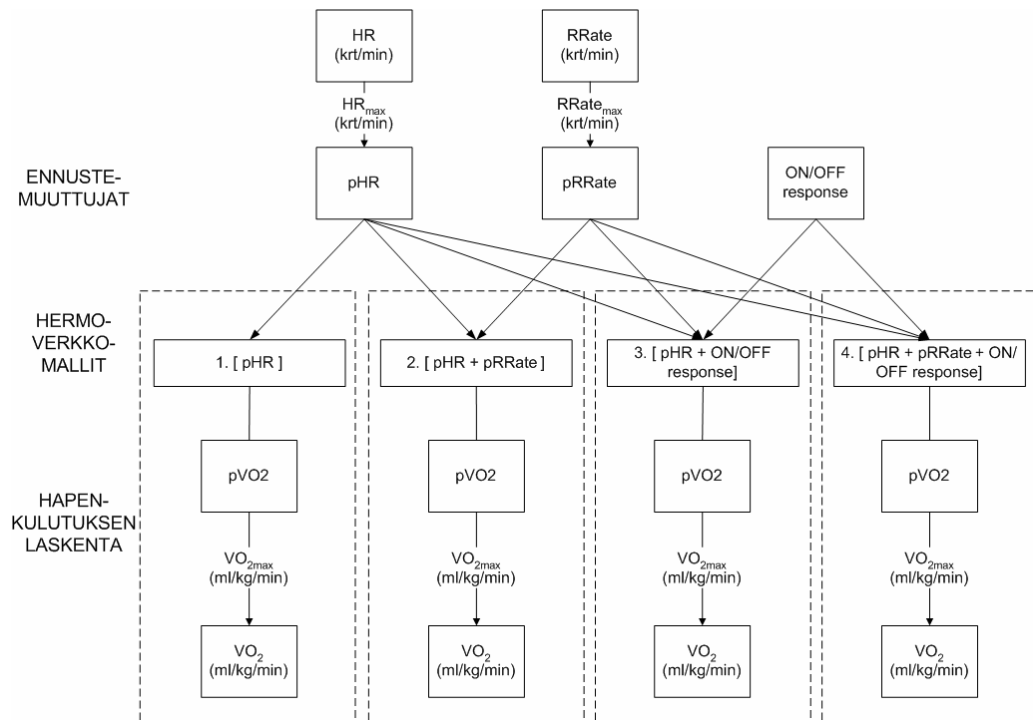 HR
(krt/min)
RRate
(krt/min)
HRmax
(krt/min)
RRatemax
(krt/min)
ENNUSTE-
MUUTTUJAT
pHR
pRRate
ON/OFF
response
HERMO-
VERKKO-
MALLIT
1. [ pHR ]
2. [ pHR + pRRate ]
3. [ pHR + ON/OFF
response]
4. [ pHR + pRRate + ON/
OFF response]
HAPEN-
KULUTUKSEN
LASKENTA
pVO2
pVO2
pVO2
pVO2
VO2max
(ml/kg/min)
VO2max
(ml/kg/min)
VO2max
(ml/kg/min)
VO2max
(ml/kg/min)
VO2
(ml/kg/min)
VO2
(ml/kg/min)
VO2
(ml/kg/min)
VO2
(ml/kg/min)